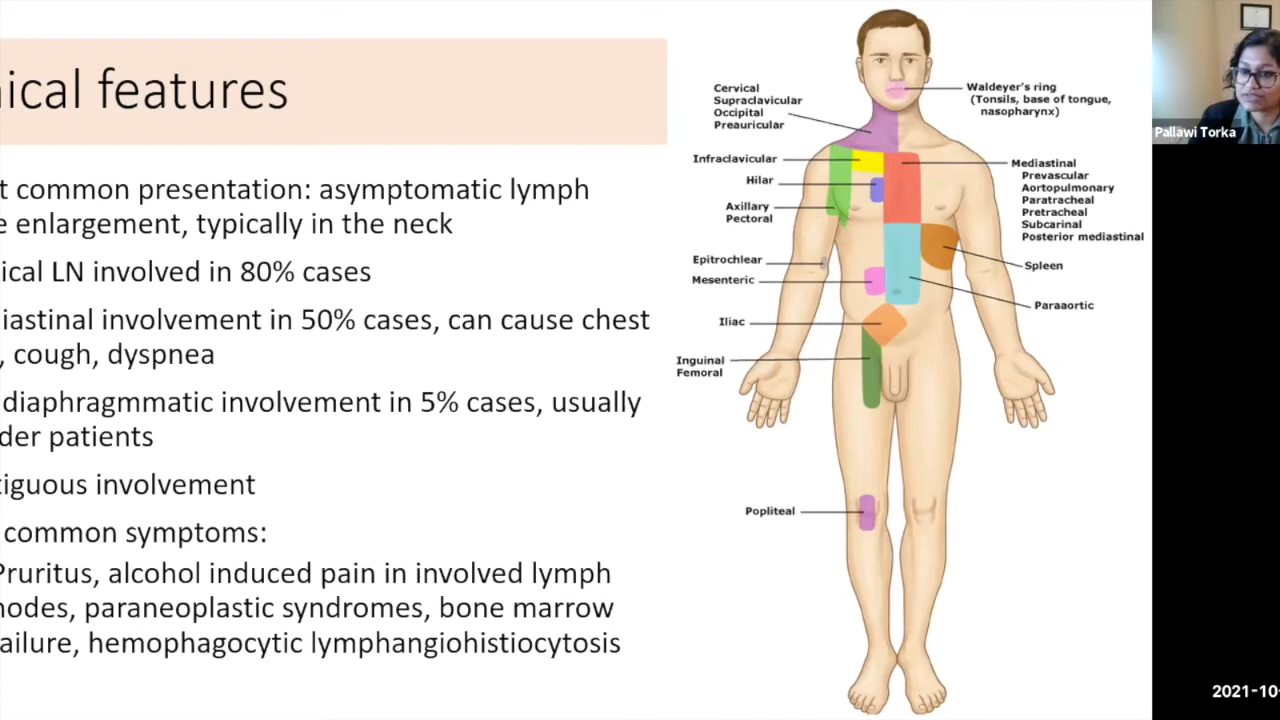 ical features
t common presentation: asymptomatic lymph
e enlargement, typically in the neck
ical LN involved in 80% cases
iastinal involvement in 50% cases, can cause chest
, cough, dyspnea
diaphragmmatic involvement in 5% cases, usually
der patients
tiguous involvement
common symptoms:
Pruritus, alcohol induced pain in involved lymph
nodes, paraneoplastic syndromes, bone marrow
ailure, hemophagocytic lymphangiohistiocytosis
Cervical
Supraclavicular
Occipital
Preauricular
Infraclavicular
Hilar
Axillary
Pectoral
Epitrochlear
Mesenteric
Iliac
Inguinal
Femoral
Popliteal
Waldeyer's ring
(Tonsils, base of tongue,
nasopharynx)
Mediastinal
Prevascular
Aortopulmonary
Paratracheal
Pretracheal
Subcarinal
Posterior mediastinal
Spleen
Paraaortic
Pallawi Torka
2021-10-